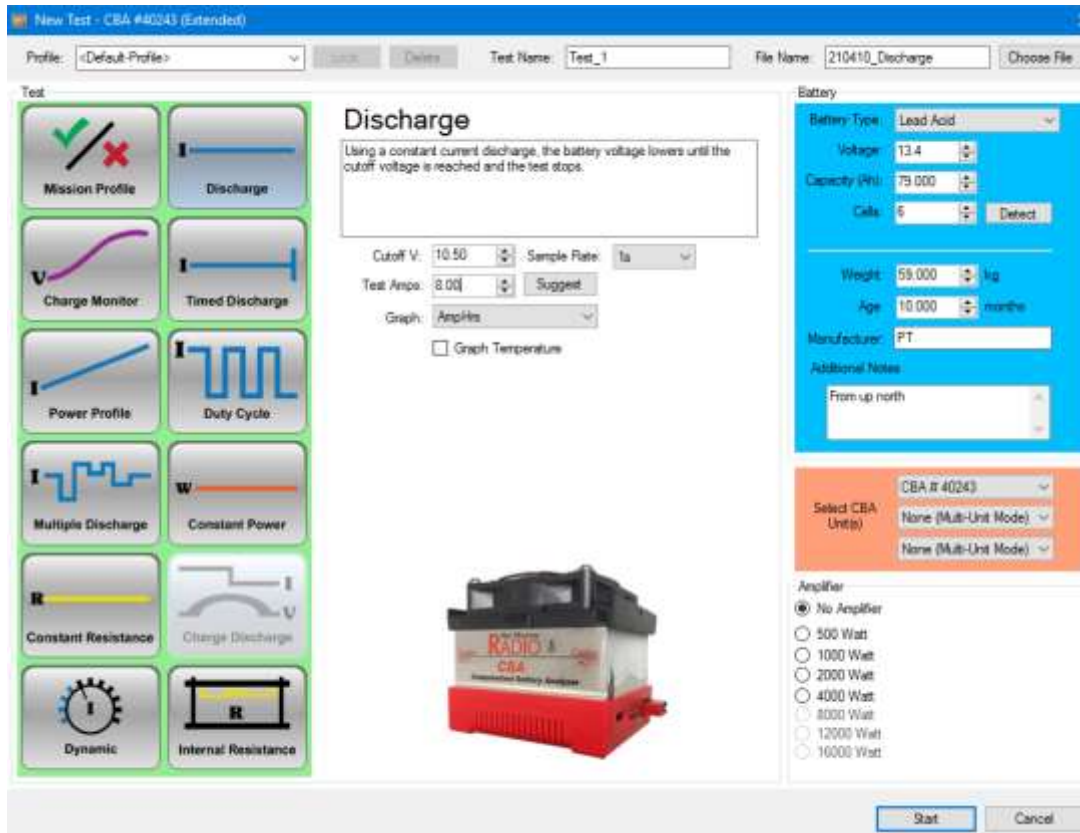 New Test - CBA #40243 (Extended)
Profile: <Default-Profile> Delete Test Name: Test_1 File Name: 210410_Discharge Choose File
Test
Mission Profile
I
Discharge
V
Charge Monitor
I
Timed Discharge
I
Power Profile
I
Duty Cycle
I
Multiple Discharge
W
Constant Power
R
Constant Resistance
I
V
Charge Discharge
I
Dynamic
R
Internal Resistance
Discharge
Using a constant current discharge, the battery voltage lowers until the
cutoff voltage is reached and the test stops.
Cutoff V: 10.50 Sample Rate:
Test Amps: 8.00 Suggest
Graph: AmpHrs
Graph Temperature
RADIO
CBA
Computerized Battery Analyzer
Battery
Battery Type: Lead Acid
Voltage: 13.4
Capacity (Ah): 79.000
Cells: 6 Detect
Weight: 59.000 kg
Age: 10.000 months
Manufacturer: PT
Additional Notes
From up north
Select CBA
Unit(s)
CBA # 40243
None (Multi-Unit Mode)
None (Multi-Unit Mode)
Amplifier
No Amplifier
500 Watt
1000 Watt
2000 Watt
4000 Watt
8000 Watt
12000 Watt
16000 Watt
Start Cancel